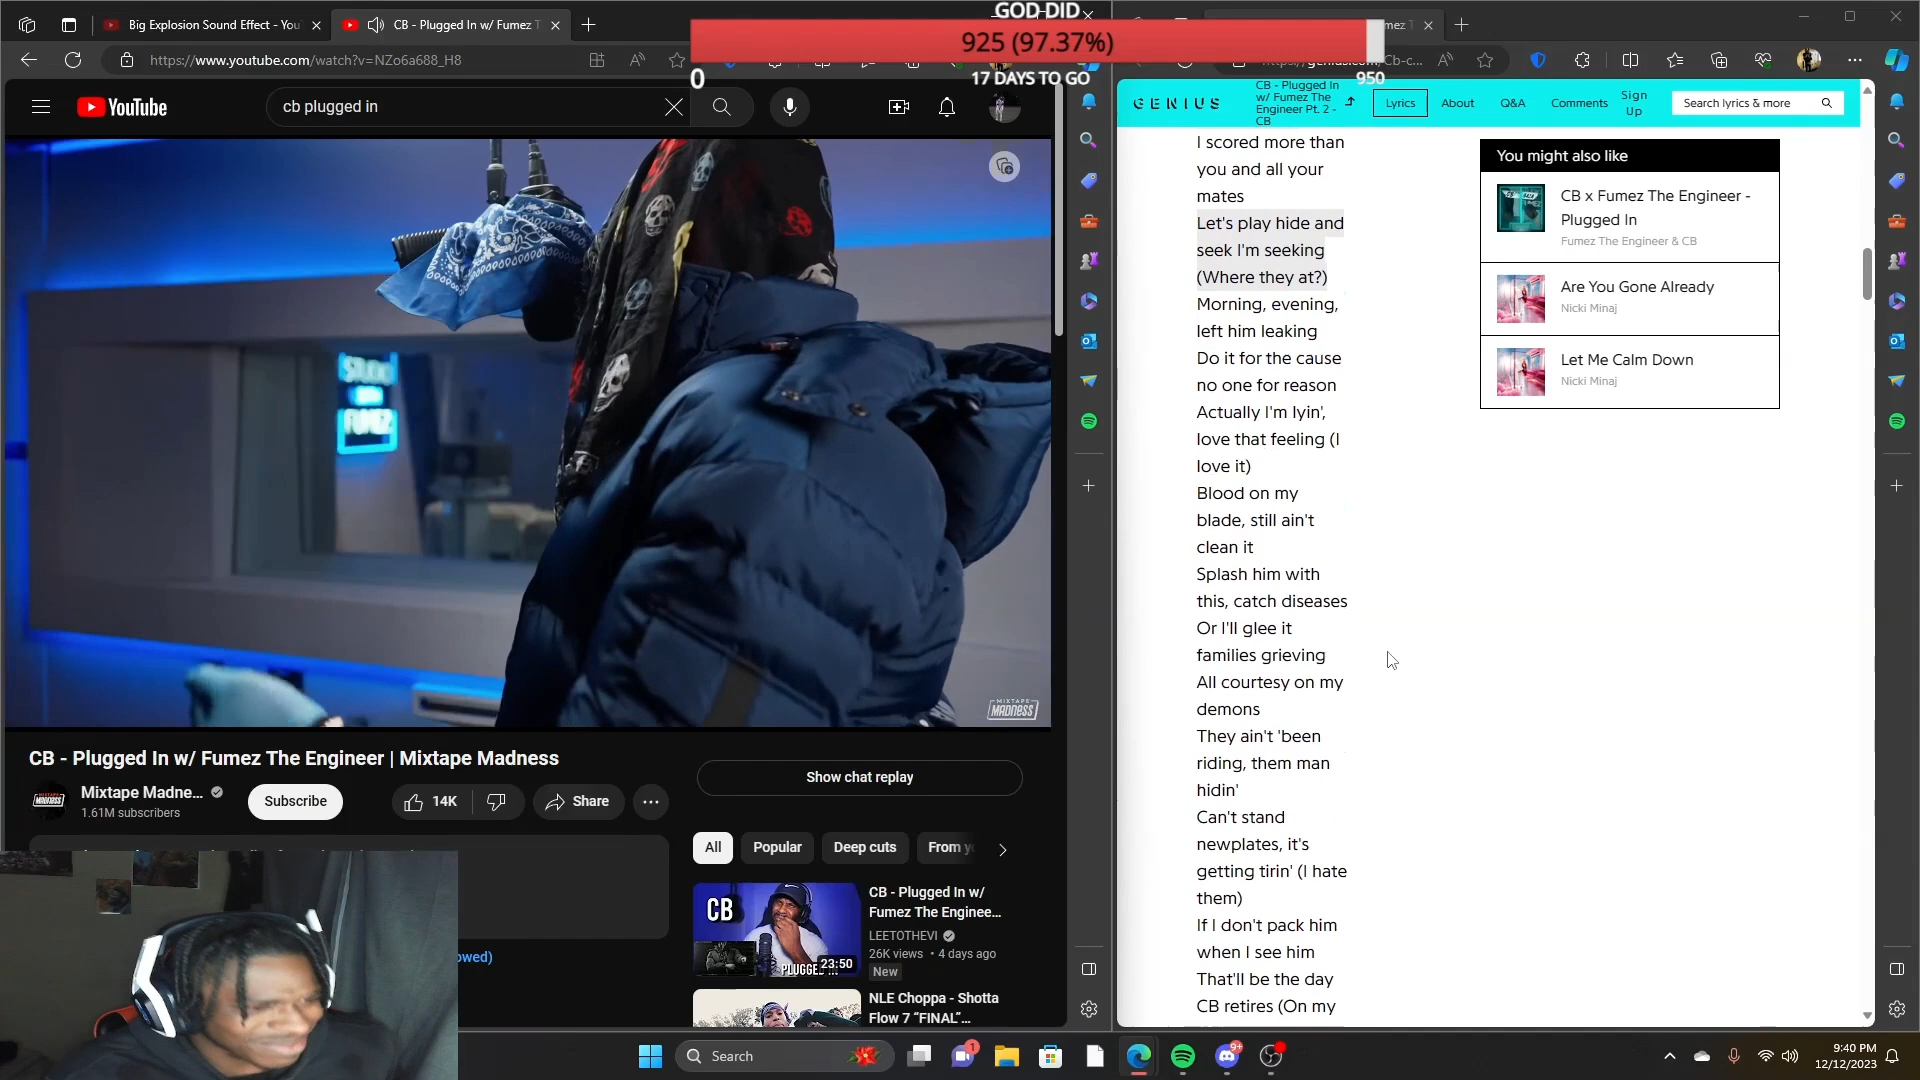 Big Explosion Sound Effect - You
CB - Plugged In w/ Fumez T
GOD DID
925 (97.37%)
0
17 DAYS TO GO
950
mez T
https://www.youtube.com/watch?v=NZo6a688_H8
YouTube
cb plugged in
GENIUS
CB - Plugged In
w/ Fumez The
Engineer Pt. 2 -
CB
Lyrics
About
Q&A
Comments
Sign
Up
Search lyrics & more
STUDIO
FUMEZ
MIXTAPE
MADNESS
CB - Plugged In w/ Fumez The Engineer | Mixtape Madness
Mixtape Madne...
1.61M subscribers
Subscribe
14K
Share
Show chat replay
All
Popular
Deep cuts
From yo
owed)
CB
PLUGGED
23:50
CB - Plugged In w/
Fumez The Enginee...
LEETOTHEVI
26K views • 4 days ago
New
NLE Choppa - Shotta
Flow 7 “FINAL”...
I scored more than
you and all your
mates
Let's play hide and
seek I'm seeking
(Where they at?)
Morning, evening,
left him leaking
Do it for the cause
no one for reason
Actually I'm lyin',
love that feeling (I
love it)
Blood on my
blade, still ain't
clean it
Splash him with
this, catch diseases
Or I'll glee it
families grieving
All courtesy on my
demons
They ain't 'been
riding, them man
hidin'
Can't stand
newplates, it's
getting tirin' (I hate
them)
If I don't pack him
when I see him
That'll be the day
CB retires (On my
You might also like
CB x Fumez The Engineer -
Plugged In
Fumez The Engineer & CB
Are You Gone Already
Nicki Minaj
Let Me Calm Down
Nicki Minaj
Search
1
9+
9:40 PM
12/12/2023